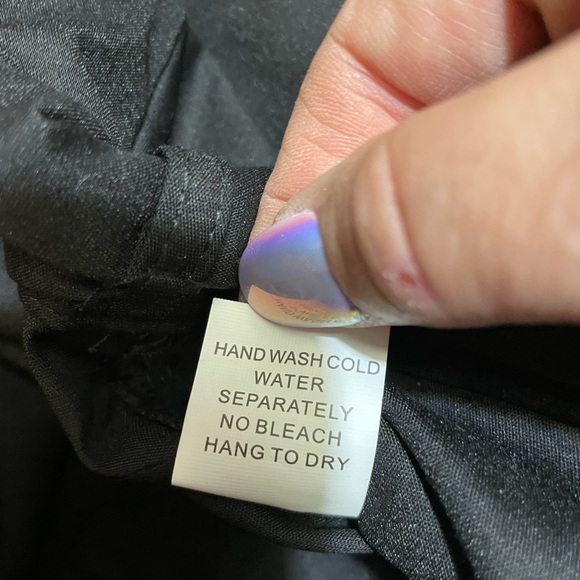 HAND WASH COLD
WATER
SEPARATELY
NO BLEACH
HANG TO DRY